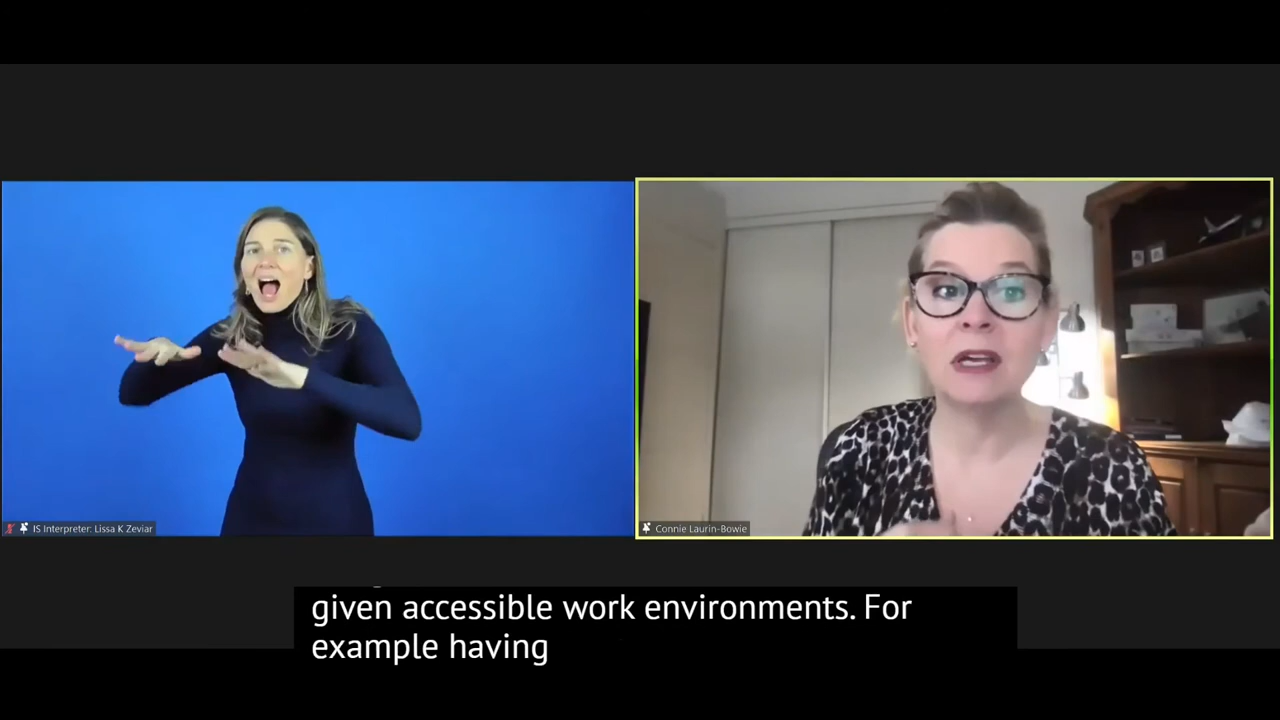 IS Interpreter: Lissa K Zeviar
Connie Laurin-Bowie
given accessible work environments. For
example having